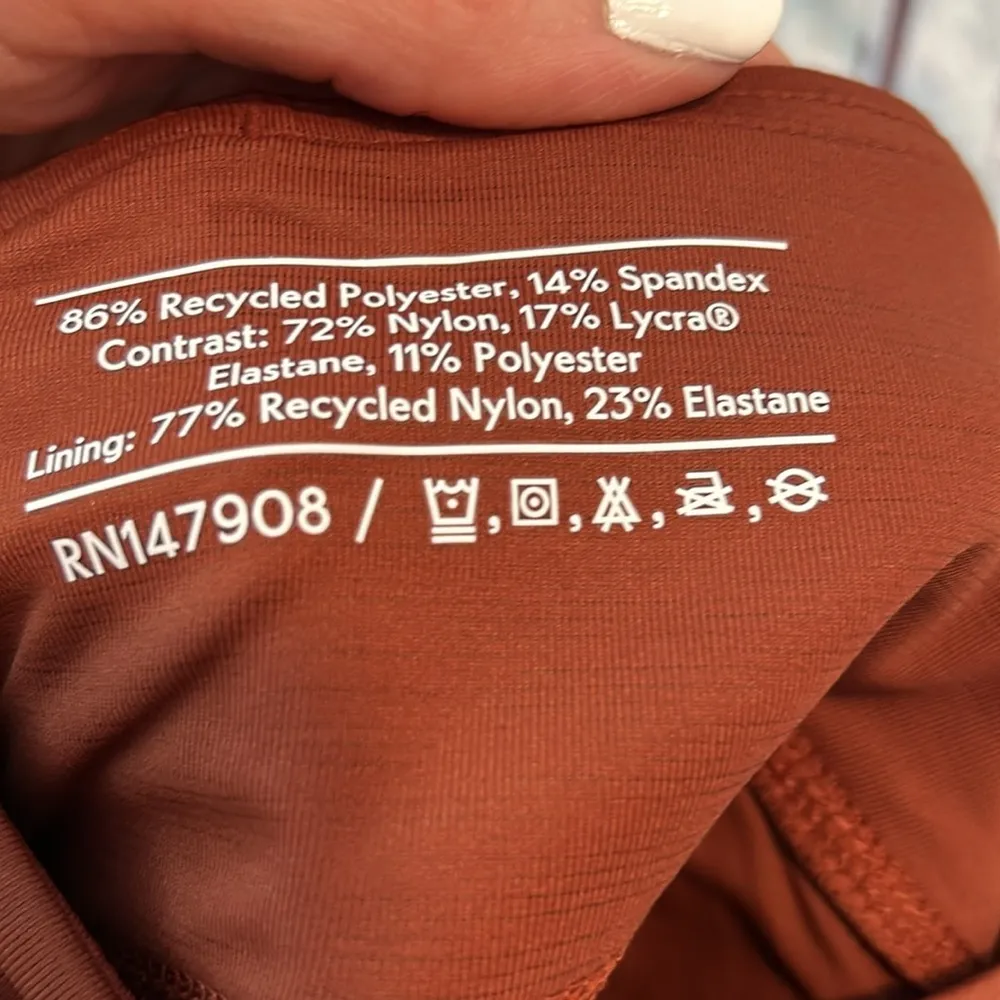 86% Recycled Polyester, 14% Spandex
Contrast: 72% Nylon, 17% Lycra®
Elastane, 11% Polyester
Lining: 77% Recycled Nylon, 23% Elastane
RN147908 / , , , ,